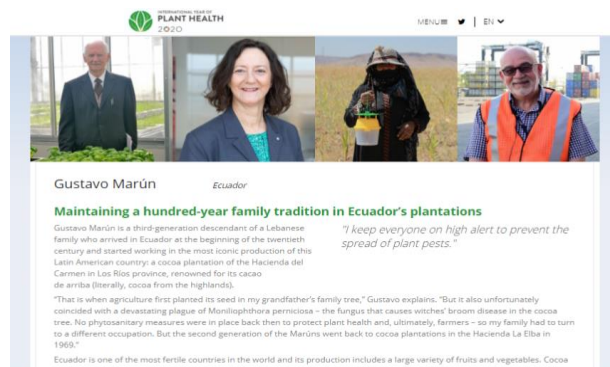 INTERNATIONAL YEAR OF
PLANT HEALTH
2020
MENU
EN
Gustavo Marún
Ecuador
Maintaining a hundred-year family tradition in Ecuador's plantations
Gustavo Marún is a third-generation descendant of a Lebanese
family who arrived in Ecuador at the beginning of the twentieth
century and started working in the most iconic production of this
Latin American country: a cocoa plantation of the Hacienda del
Carmen in Los Ríos province, renowned for its cacao
de arriba (literally, cocoa from the highlands).
"I keep everyone on high alert to prevent the
spread of plant pests."
"That is when agriculture first planted its seed in my grandfather's family tree," Gustavo explains. "But it also unfortunately
coincided with a devastating plague of Moniliophthora perniciosa – the fungus that causes witches' broom disease in the cocoa
tree. No phytosanitary measures were in place back then to protect plant health and, ultimately, farmers – so my family had to turn
to a different occupation. But the second generation of the Marúns went back to cocoa plantations in the Hacienda La Elba in
1969."
Ecuador is one of the most fertile countries in the world and its production includes a large variety of fruits and vegetables. Cocoa